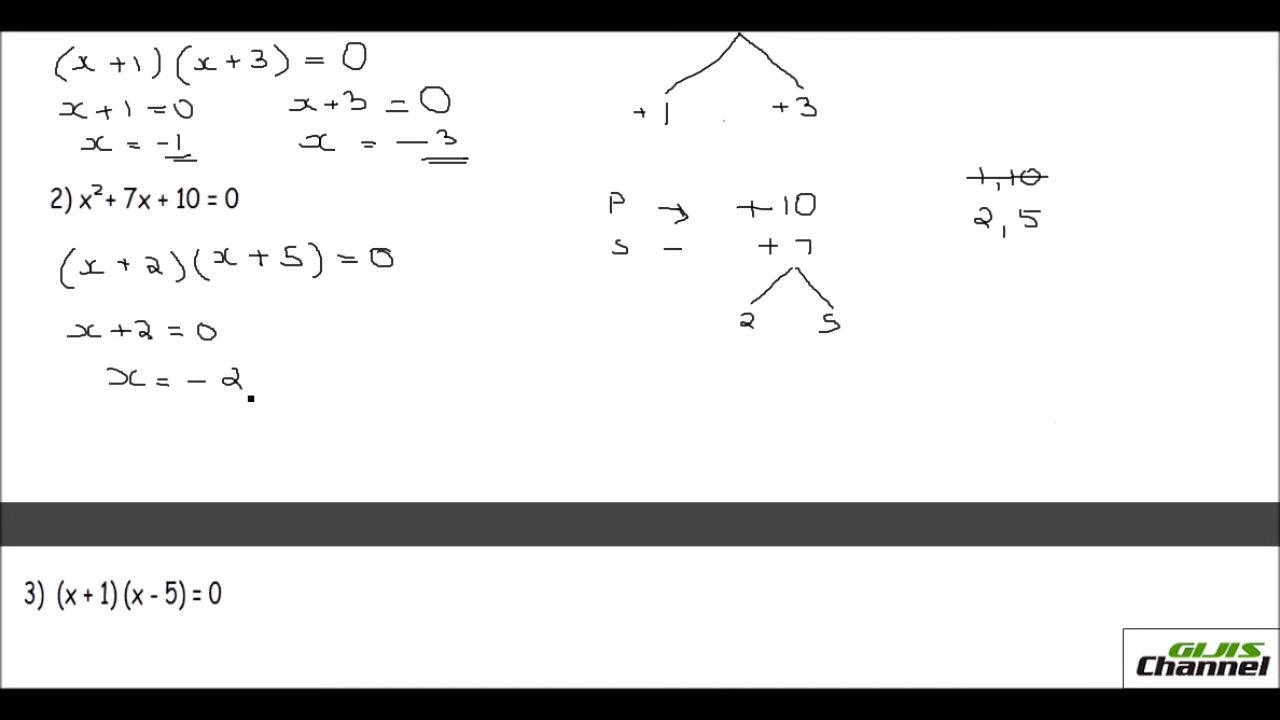 (x + 1)(x + 3) = 0
x + 1 = 0    x + 3 = 0
x = -1    x = -3
+1    +3
2) x² + 7x + 10 = 0
(x + 2)(x + 5) = 0
x + 2 = 0
x = - 2
P → +10
S - +7
2    5
1, 10
2, 5
3) (x + 1) (x - 5) = 0
GIJIS
Channel